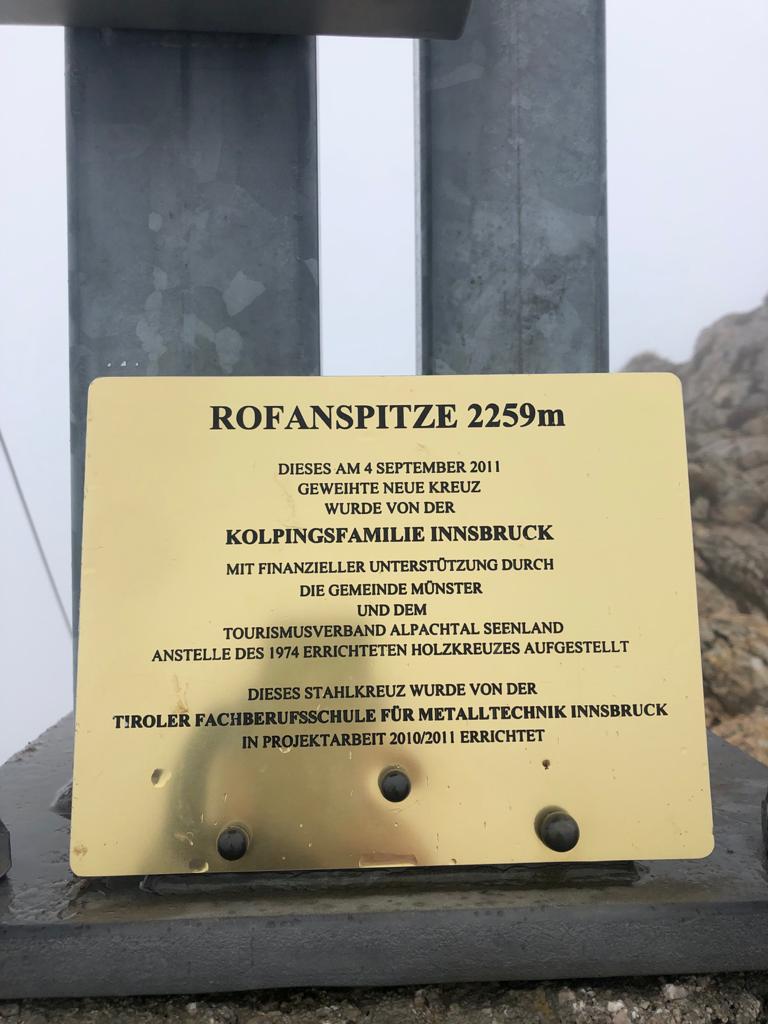 ROFANSPITZE 2259m
DIESES AM 4 SEPTEMBER 2011
GEWEIHTE NEUE KREUZ
WURDE VON DER
KOLPINGSFAMILIE INNSBRUCK
MIT FINANZIELLER UNTERSTÜTZUNG DURCH
DIE GEMEINDE MÜNSTER
UND DEM
TOURISMUSVERBAND ALPACHTAL SEENLAND
ANSTELLE DES 1974 ERRICHTETEN HOLZKREUZES AUFGESTELLT
DIESES STAHLKREUZ WURDE VON DER
TIROLER FACHBERUFSSCHULE FÜR METALLTECHNIK INNSBRUCK
IN PROJEKTARBEIT 2010/2011 ERRICHTET